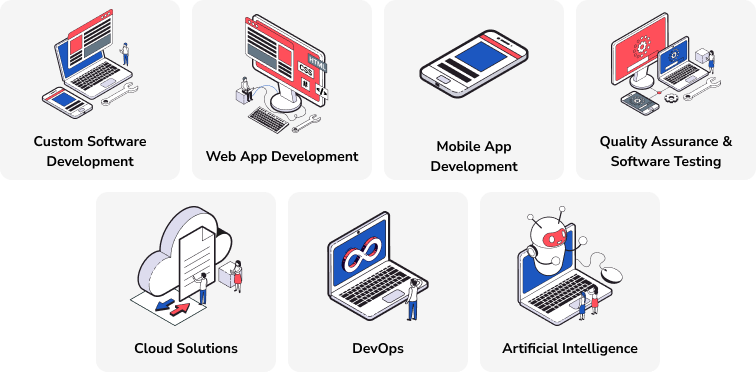 HTML
CSS
Custom Software
Development
Web App Development
Mobile App
Development
Quality Assurance &
Software Testing
Cloud Solutions
DevOps
Artificial Intelligence